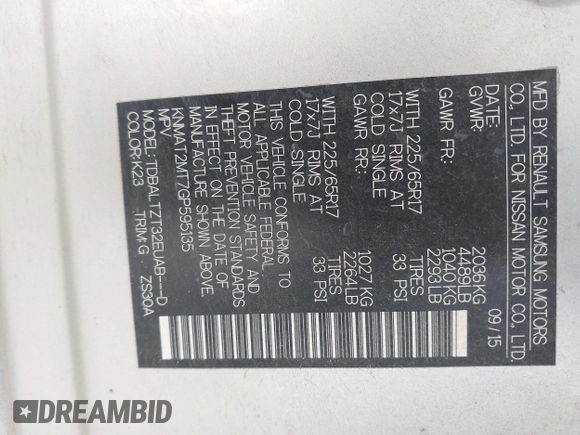 MFD BY RENAULT SAMSUNG MOTORS
CO., LTD. FOR NISSAN MOTOR CO., LTD.
DATE: 09/15
GVWR: 2036KG
4489LB
GAWR FR: 1040KG
2293LB
WITH 225/65R17 TIRES
17x7J RIMS AT 33 PSI
COLD SINGLE
GAWR RR: 1027KG
2264LB
WITH 225/65R17 TIRES
17x7J RIMS AT 33 PSI
COLD SINGLE
THIS VEHICLE CONFORMS TO
ALL APPLICABLE FEDERAL
MOTOR VEHICLE SAFETY AND
THEFT PREVENTION STANDARDS
IN EFFECT ON THE DATE OF
MANUFACTURE SHOWN ABOVE.
KNMAT2MT7GP595135
MPV
MODEL: TDBALTZT32EUAB----D
COLOR: K23 TRIM: G ZS30A
DREAMBID